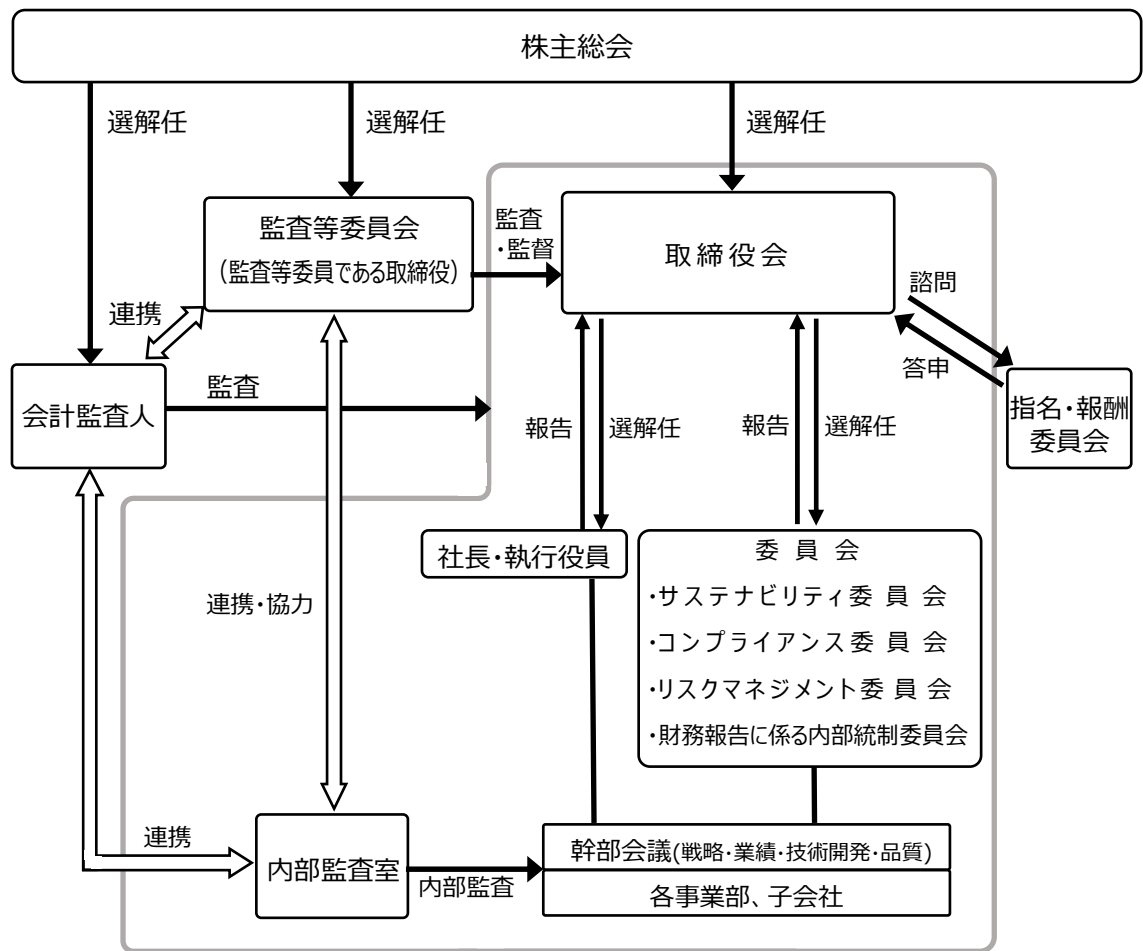 株主総会
選解任
選解任
選解任
監査等委員会
(監査等委員である取締役)
監査
・監督
取締役会
諮問
答申
連携
会計監査人
監査
指名・報酬
委員会
報告
選解任
報告
選解任
社長・執行役員
委員会
・サステナビリティ委員会
・コンプライアンス委員会
・リスクマネジメント委員会
・財務報告に係る内部統制委員会
連携・協力
連携
内部監査室
内部監査
幹部会議(戦略・業績・技術開発・品質)
各事業部、子会社